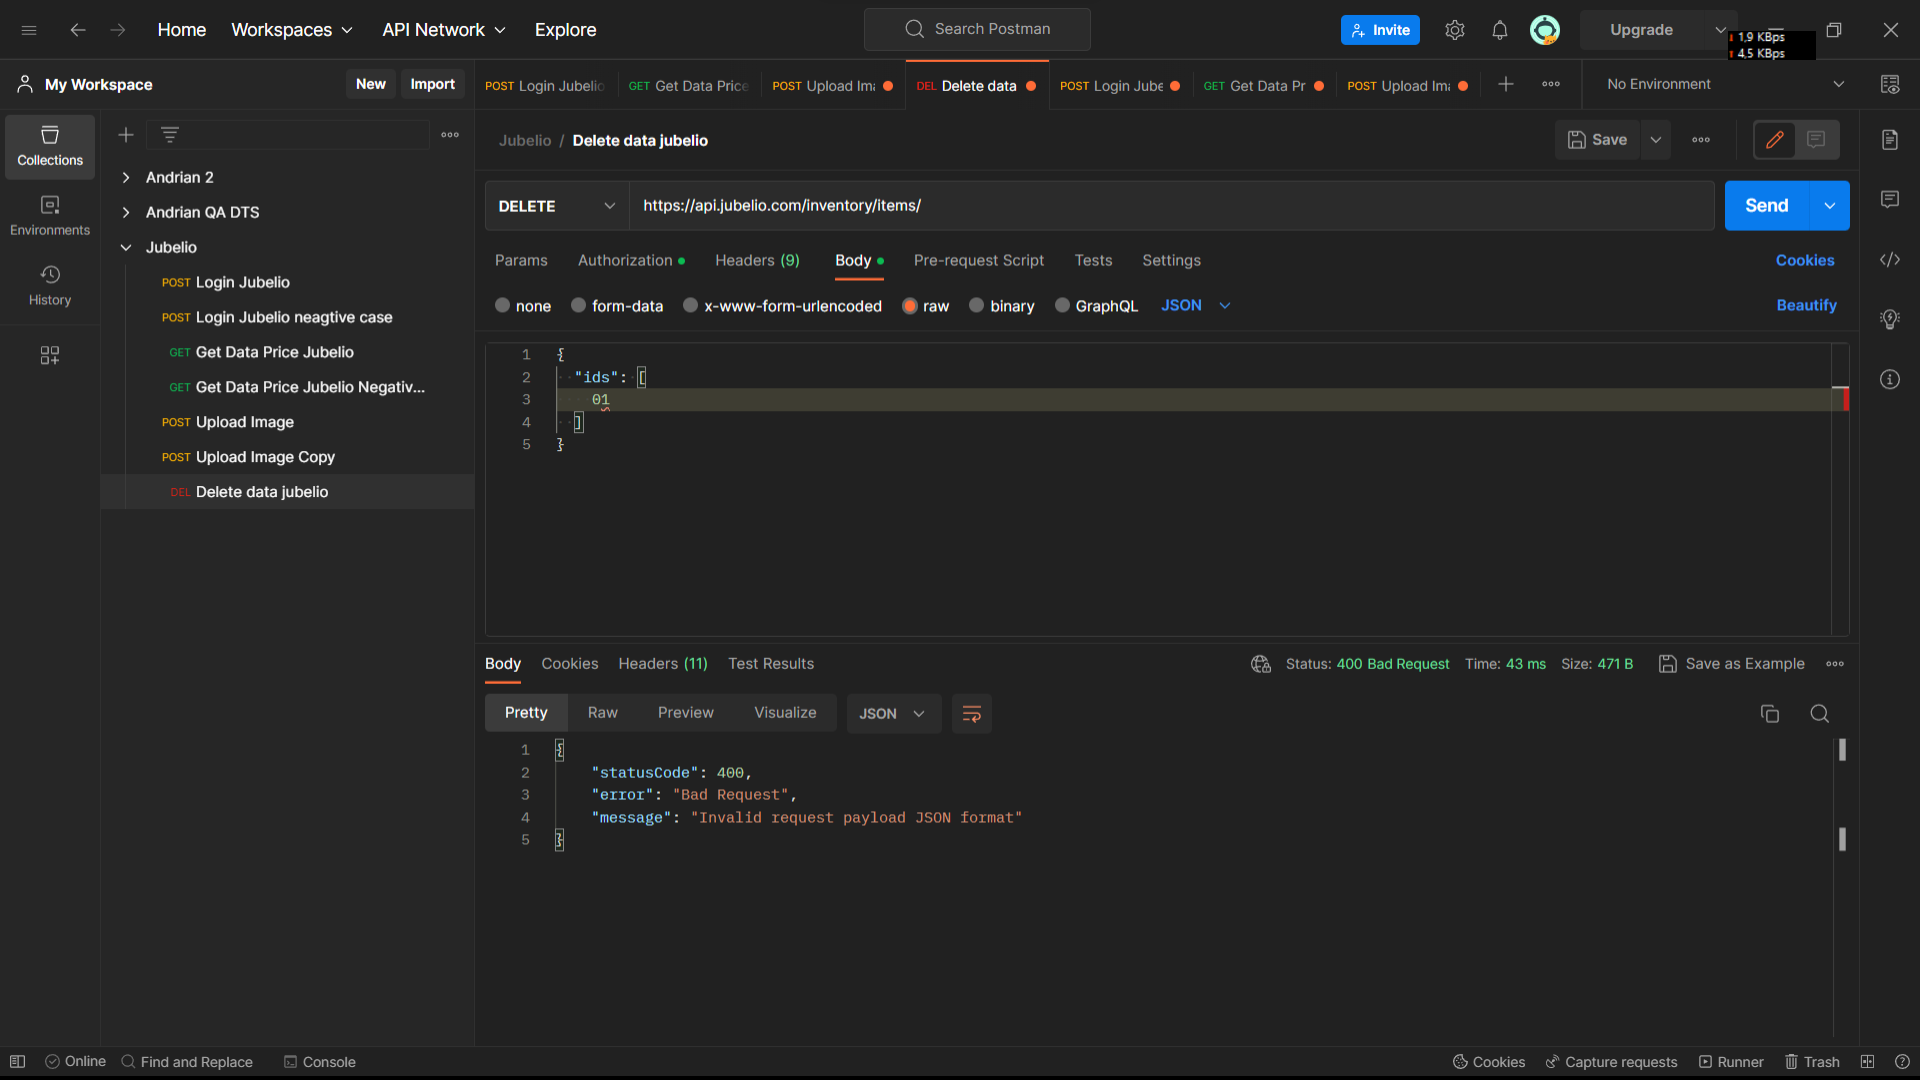 Home
Workspaces
API Network
Explore
Search Postman
Invite
Upgrade
1,9 KBps
4,5 KBps
My Workspace
New
Import
POST Login Jubelio
GET Get Data Price
POST Upload Ima
DEL Delete data
POST Login Jube
GET Get Data Pr
POST Upload Ima
No Environment
Collections
Environments
History
Andrian 2
Andrian QA DTS
Jubelio
POST Login Jubelio
POST Login Jubelio neagtive case
GET Get Data Price Jubelio
GET Get Data Price Jubelio Negativ...
POST Upload Image
POST Upload Image Copy
DEL Delete data jubelio
Jubelio / Delete data jubelio
Save
DELETE
https://api.jubelio.com/inventory/items/
Send
Params
Authorization
Headers (9)
Body
Pre-request Script
Tests
Settings
Cookies
none
form-data
x-www-form-urlencoded
raw
binary
GraphQL
JSON
Beautify
1 {
2 "ids": [
3 01
4 ]
5 }
Body
Cookies
Headers (11)
Test Results
Status: 400 Bad Request
Time: 43 ms
Size: 471 B
Save as Example
Pretty
Raw
Preview
Visualize
JSON
1 {
2 "statusCode": 400,
3 "error": "Bad Request",
4 "message": "Invalid request payload JSON format"
5 }
Online
Find and Replace
Console
Cookies
Capture requests
Runner
Trash